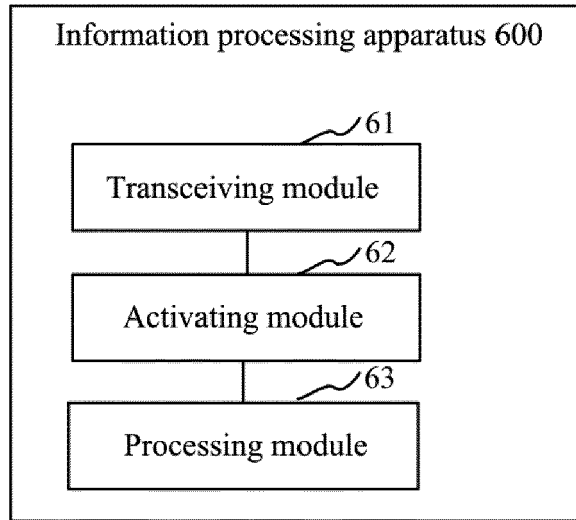 Information processing apparatus 600
61
Transceiving module
62
Activating module
63
Processing module